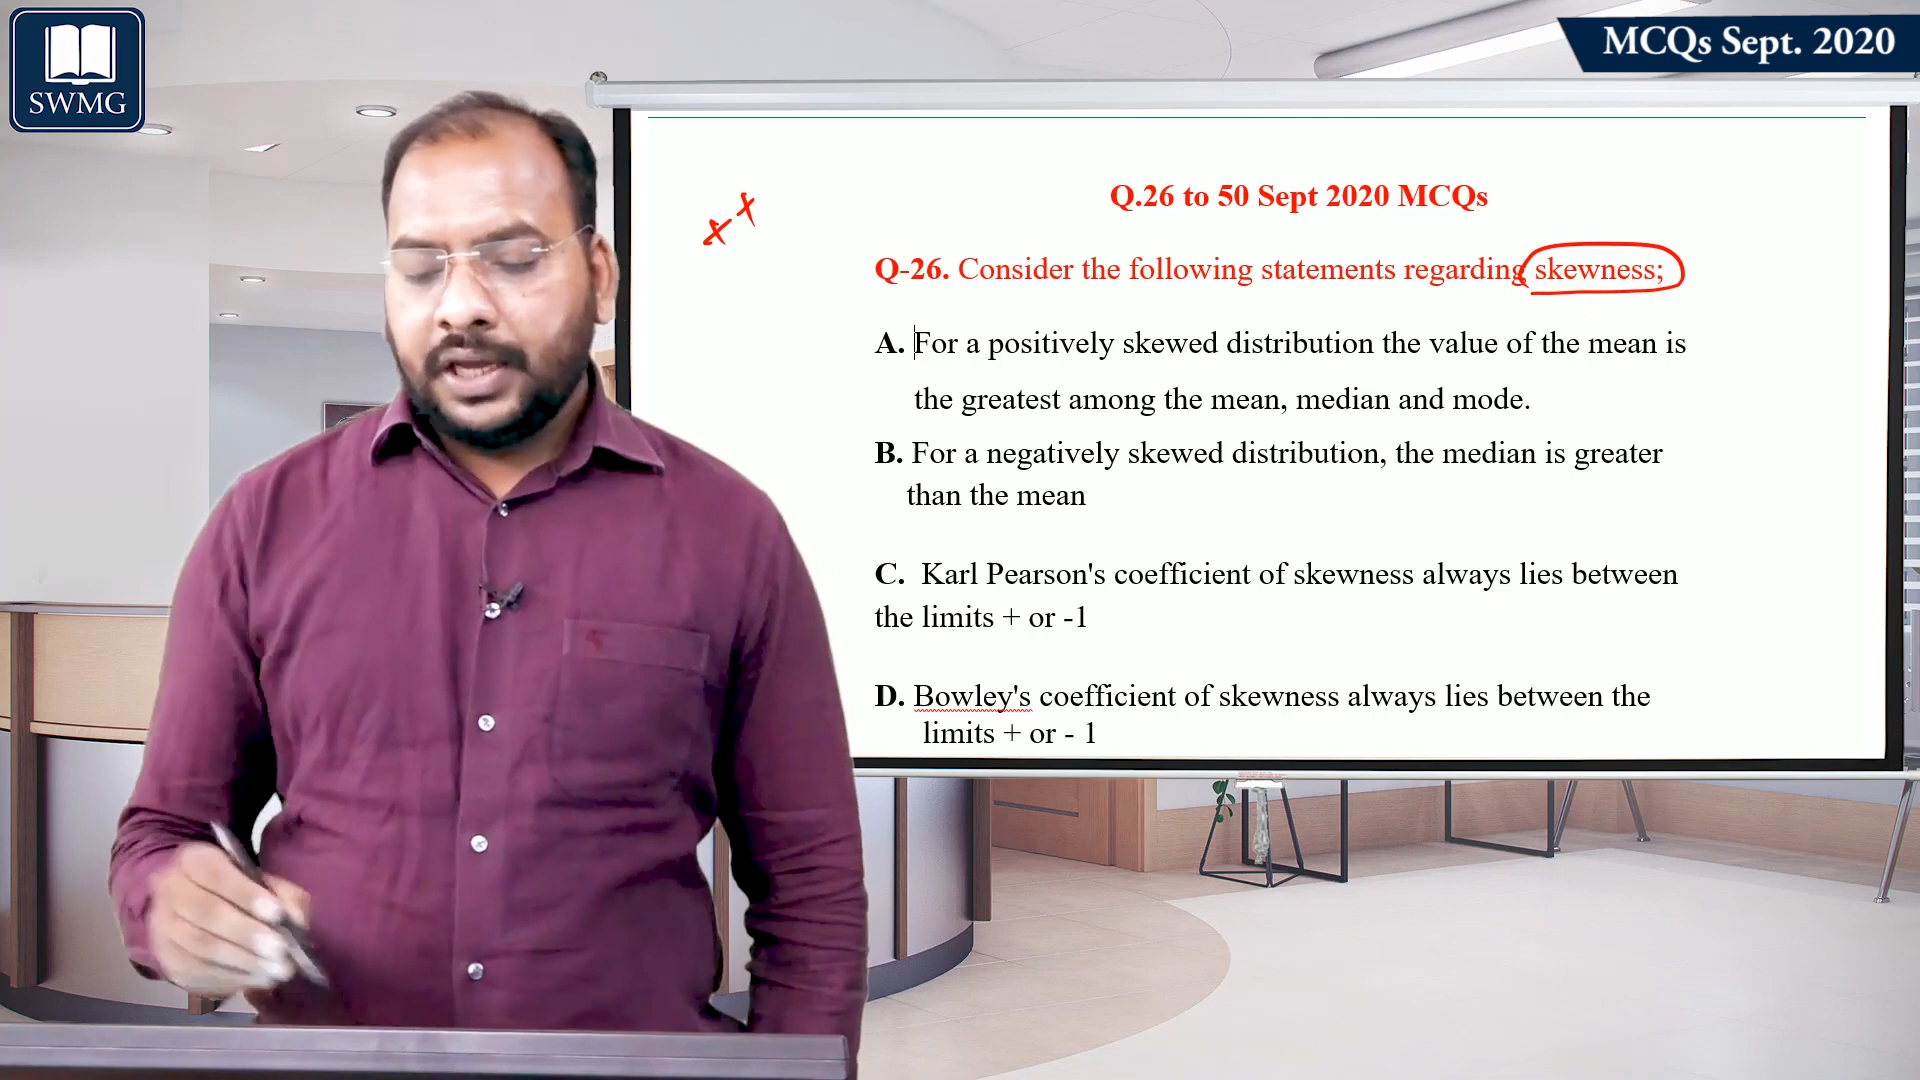 SWMG
MCQs Sept. 2020
Q.26 to 50 Sept 2020 MCQs
Q-26. Consider the following statements regarding skewness;
A. For a positively skewed distribution the value of the mean is
the greatest among the mean, median and mode.
B. For a negatively skewed distribution, the median is greater
than the mean
C. Karl Pearson's coefficient of skewness always lies between
the limits + or -1
D. Bowley's coefficient of skewness always lies between the
limits + or - 1